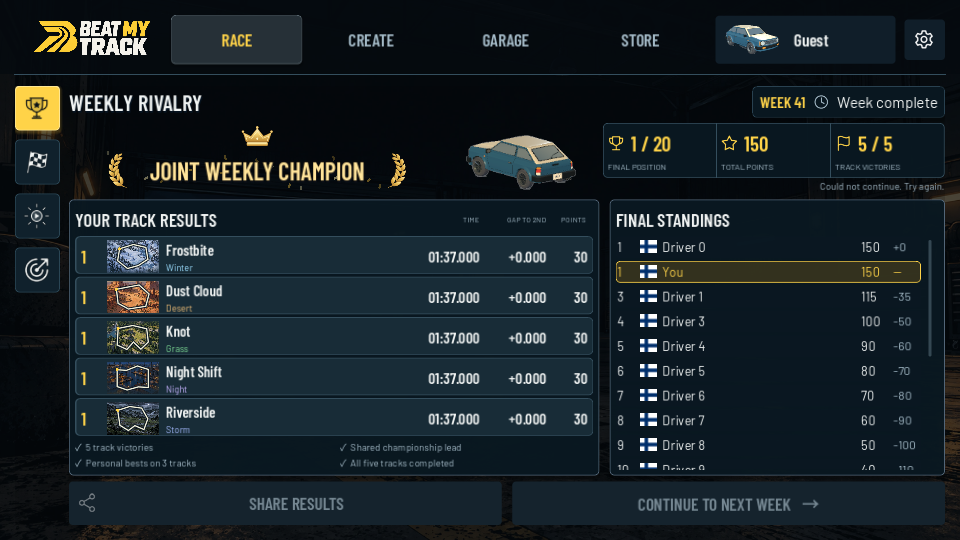 BEAT MY TRACK
RACE
CREATE
GARAGE
STORE
Guest
WEEKLY RIVALRY
WEEK 41 Week complete
JOINT WEEKLY CHAMPION
1 / 20
FINAL POSITION
150
TOTAL POINTS
5 / 5
TRACK VICTORIES
Could not continue. Try again.
YOUR TRACK RESULTS TIME GAP TO 2ND POINTS
1 Frostbite 01:37.000 +0.000 30
Winter
1 Dust Cloud 01:37.000 +0.000 30
Desert
1 Knot 01:37.000 +0.000 30
Grass
1 Night Shift 01:37.000 +0.000 30
Night
1 Riverside 01:37.000 +0.000 30
Storm
✓ 5 track victories ✓ Shared championship lead
✓ Personal bests on 3 tracks ✓ All five tracks completed
FINAL STANDINGS
1 Driver 0 150 +0
1 You 150 –
3 Driver 1 115 -35
4 Driver 3 100 -50
5 Driver 4 90 -60
6 Driver 5 80 -70
7 Driver 6 70 -80
8 Driver 7 60 -90
9 Driver 8 50 -100
10 Driver 9 40 -110
SHARE RESULTS
CONTINUE TO NEXT WEEK →